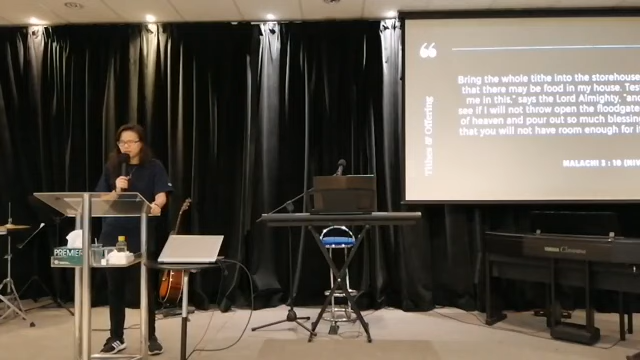 Bring the whole tithe into the storehouse
that there may be food in my house. Tes
me in this," says the Lord Almighty, "and
see if I will not throw open the floodgate
of heaven and pour out so much blessing
that you will not have room enough for i
MALACHI 3 : 10 (NIV
Tithes & Offering
PREMIER
YAMAHA Clavinova